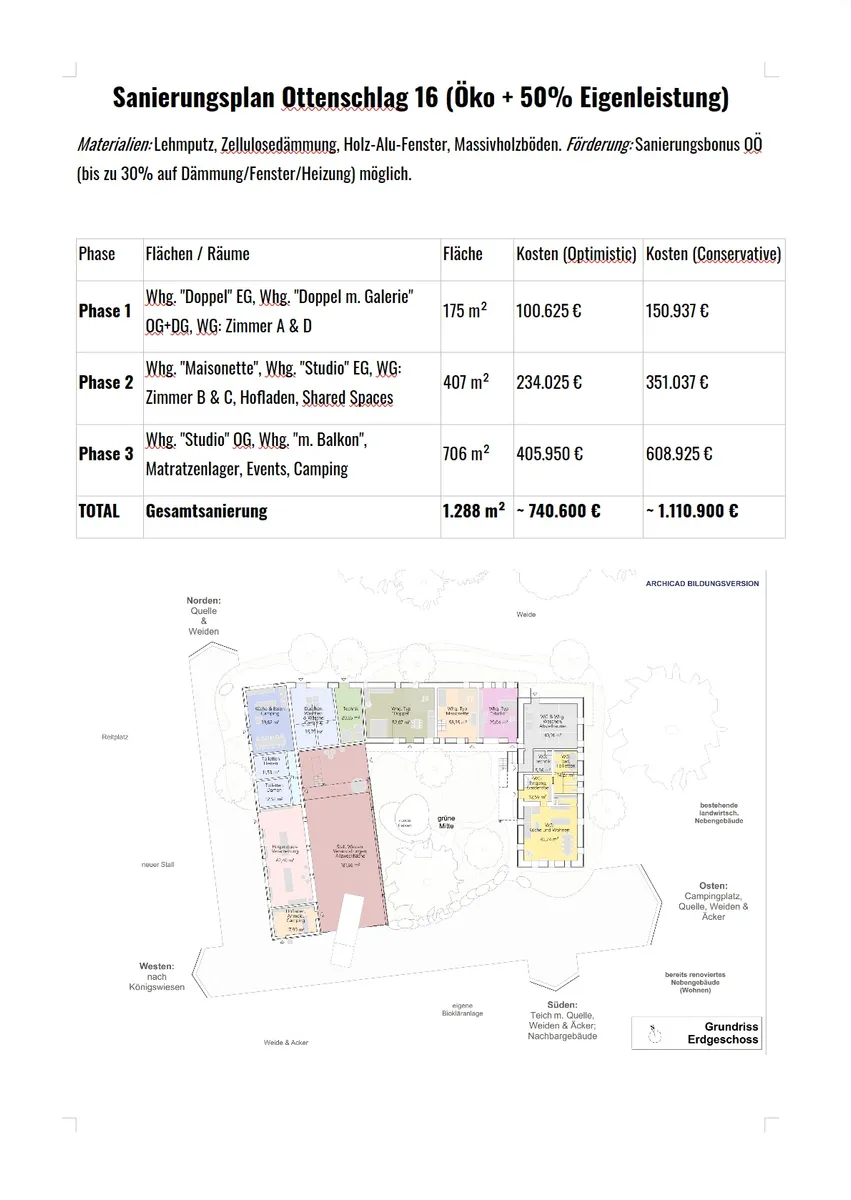 Sanierungsplan Ottenschlag 16 (Öko + 50% Eigenleistung)
Materialien: Lehmputz, Zellulosedämmung, Holz-Alu-Fenster, Massivholzböden. Förderung: Sanierungsbonus OÖ
(bis zu 30% auf Dämmung/Fenster/Heizung) möglich.
Phase Flächen / Räume Fläche Kosten (Optimistic) Kosten (Conservative)
Phase 1 Whg. "Doppel" EG, Whg. "Doppel m. Galerie" 175 m² 100.625 € 150.937 €
OG+DG, WG: Zimmer A & D
Phase 2 Whg. "Maisonette", Whg. "Studio" EG, WG: 407 m² 234.025 € 351.037 €
Zimmer B & C, Hofladen, Shared Spaces
Phase 3 Whg. "Studio" OG, Whg. "m. Balkon", 706 m² 405.950 € 608.925 €
Matratzenlager, Events, Camping
TOTAL Gesamtsanierung 1.288 m² ~ 740.600 € ~ 1.110.900 €
ARCHICAD BILDUNGSVERSION
Norden:
Quelle
&
Weiden
Weide
Reitplatz
Technik
grüne
Mitte
bestehende
landwirtsch.
Nebengebäude
neuer Stall
Osten:
Campingplatz,
Quelle, Weiden &
Äcker
Westen:
nach
Königswiesen
bereits renoviertes
Nebengebäude
(Wohnen)
eigene
Biokläranlage
Süden:
Teich m. Quelle,
Weiden & Äcker;
Nachbargebäude
Weide & Acker
Grundriss
Erdgeschoss